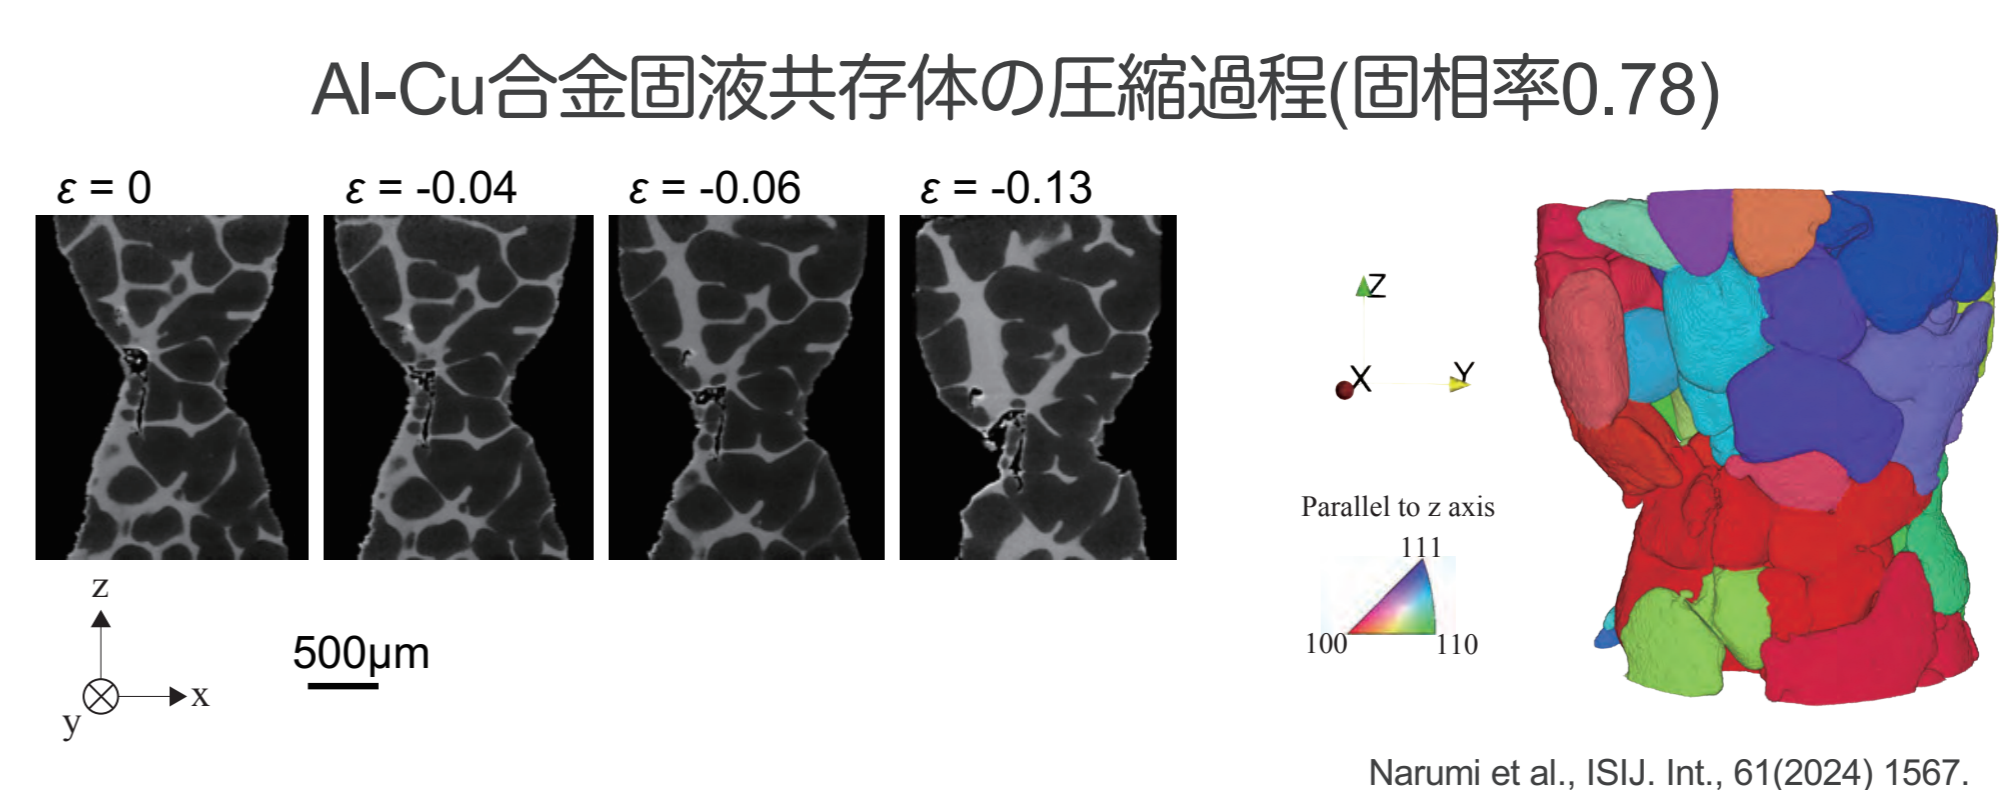 Al-Cu合金固液共存体の圧縮過程(固相率0.78)
ε = 0
ε = -0.04
ε = -0.06
ε = -0.13
z
x
y
500μm
Z
X
Y
Parallel to z axis
111
100
110
Narumi et al., ISIJ. Int., 61(2024) 1567.